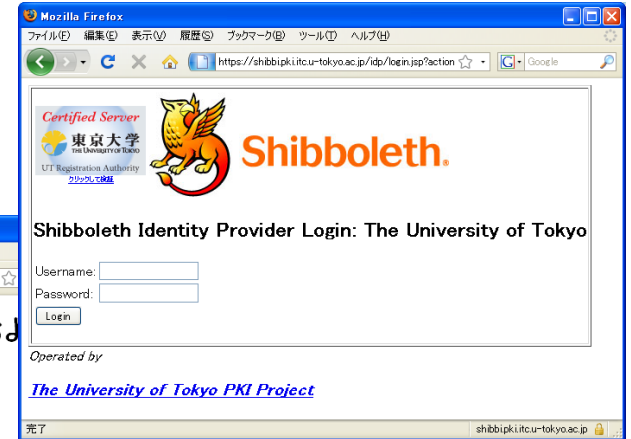 Mozilla Firefox
ファイル(F) 編集(E) 表示(V) 履歴(S) ブックマーク(B) ツール(T) ヘルプ(H)
https://shibbi.pki.itc.u-tokyo.ac.jp/idp/login.jsp?action
Google
Certified Server
東京大学
THE UNIVERSITY OF TOKYO
UT Registration Authority
クリックして検証
Shibboleth.
Shibboleth Identity Provider Login: The University of Tokyo
Username:
Password:
Login
Operated by
The University of Tokyo PKI Project
完了
shibbi.pki.itc.u-tokyo.ac.jp